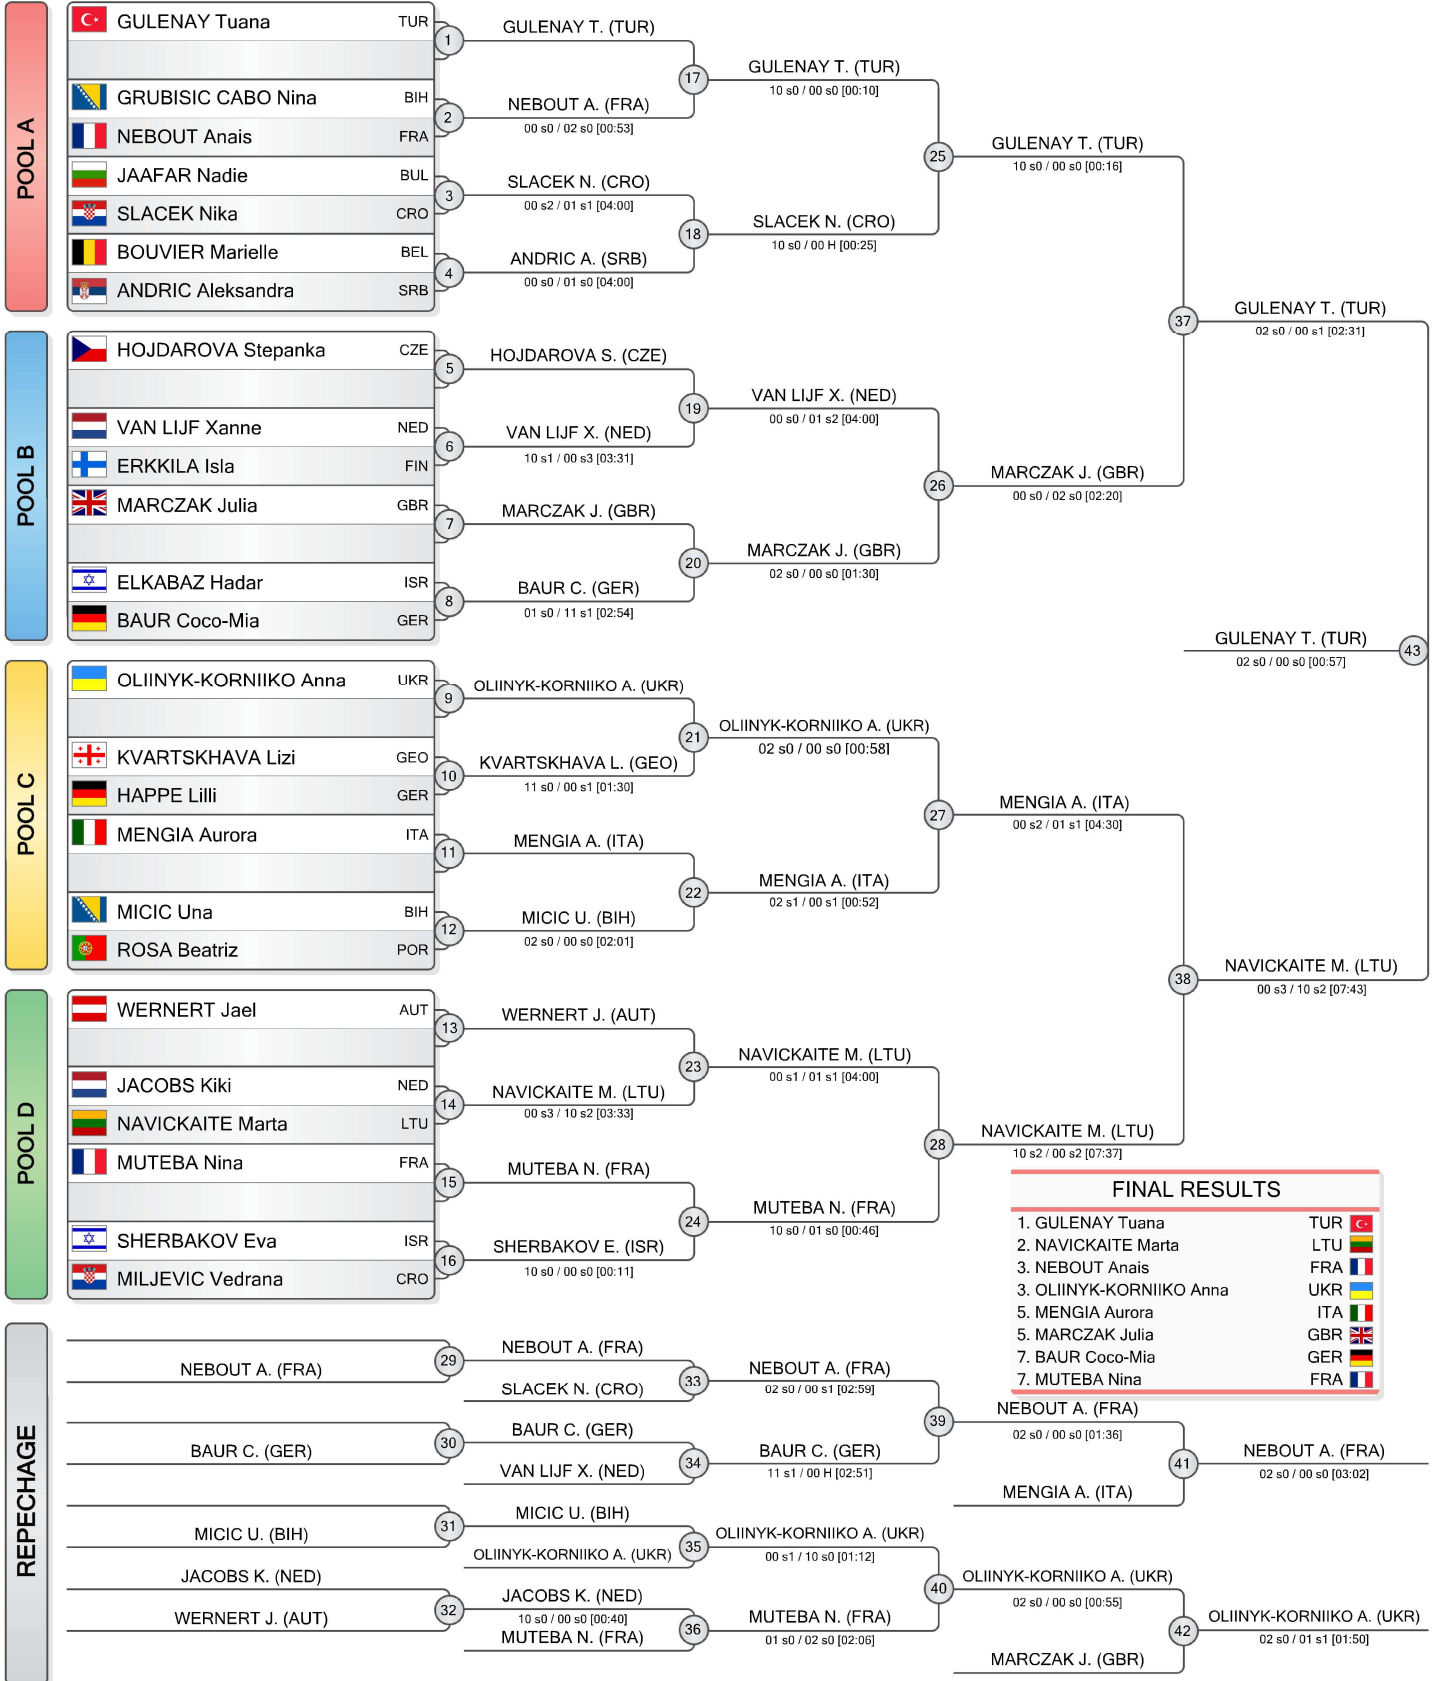 POOL A
GULENAY Tuana TUR
GRUBISIC CABO Nina BIH
NEBOUT Anais FRA
JAAFAR Nadie BUL
SLACEK Nika CRO
BOUVIER Marielle BEL
ANDRIC Aleksandra SRB
1
GULENAY T. (TUR)
2
NEBOUT A. (FRA)
00 s0 / 02 s0 [00:53]
3
SLACEK N. (CRO)
00 s2 / 01 s1 [04:00]
4
ANDRIC A. (SRB)
00 s0 / 01 s0 [04:00]
17
GULENAY T. (TUR)
10 s0 / 00 s0 [00:10]
18
SLACEK N. (CRO)
10 s0 / 00 H [00:25]
25
GULENAY T. (TUR)
10 s0 / 00 s0 [00:16]
POOL B
HOJDAROVA Stepanka CZE
VAN LIJF Xanne NED
ERKKILA Isla FIN
MARCZAK Julia GBR
ELKABAZ Hadar ISR
BAUR Coco-Mia GER
5
HOJDAROVA S. (CZE)
6
VAN LIJF X. (NED)
10 s1 / 00 s3 [03:31]
7
MARCZAK J. (GBR)
8
BAUR C. (GER)
01 s0 / 11 s1 [02:54]
19
VAN LIJF X. (NED)
00 s0 / 01 s2 [04:00]
20
MARCZAK J. (GBR)
02 s0 / 00 s0 [01:30]
26
MARCZAK J. (GBR)
00 s0 / 02 s0 [02:20]
37
GULENAY T. (TUR)
02 s0 / 00 s1 [02:31]
GULENAY T. (TUR)
02 s0 / 00 s0 [00:57]
43
POOL C
OLIINYK-KORNIIKO Anna UKR
KVARTSKHAVA Lizi GEO
HAPPE Lilli GER
MENGIA Aurora ITA
MICIC Una BIH
ROSA Beatriz POR
9
OLIINYK-KORNIIKO A. (UKR)
10
KVARTSKHAVA L. (GEO)
11 s0 / 00 s1 [01:30]
11
MENGIA A. (ITA)
12
MICIC U. (BIH)
02 s0 / 00 s0 [02:01]
21
OLIINYK-KORNIIKO A. (UKR)
02 s0 / 00 s0 [00:58]
22
MENGIA A. (ITA)
02 s1 / 00 s1 [00:52]
27
MENGIA A. (ITA)
00 s2 / 01 s1 [04:30]
POOL D
WERNERT Jael AUT
JACOBS Kiki NED
NAVICKAITE Marta LTU
MUTEBA Nina FRA
SHERBAKOV Eva ISR
MILJEVIC Vedrana CRO
13
WERNERT J. (AUT)
14
NAVICKAITE M. (LTU)
00 s3 / 10 s2 [03:33]
15
MUTEBA N. (FRA)
16
SHERBAKOV E. (ISR)
10 s0 / 00 s0 [00:11]
23
NAVICKAITE M. (LTU)
00 s1 / 01 s1 [04:00]
24
MUTEBA N. (FRA)
10 s0 / 01 s0 [00:46]
28
NAVICKAITE M. (LTU)
10 s2 / 00 s2 [07:37]
38
NAVICKAITE M. (LTU)
00 s3 / 10 s2 [07:43]
FINAL RESULTS
1. GULENAY Tuana TUR
2. NAVICKAITE Marta LTU
3. NEBOUT Anais FRA
3. OLIINYK-KORNIIKO Anna UKR
5. MENGIA Aurora ITA
5. MARCZAK Julia GBR
7. BAUR Coco-Mia GER
7. MUTEBA Nina FRA
REPECHAGE
NEBOUT A. (FRA)
29
NEBOUT A. (FRA)
SLACEK N. (CRO)
33
NEBOUT A. (FRA)
02 s0 / 00 s1 [02:59]
BAUR C. (GER)
30
BAUR C. (GER)
VAN LIJF X. (NED)
34
BAUR C. (GER)
11 s1 / 00 H [02:51]
39
NEBOUT A. (FRA)
02 s0 / 00 s0 [01:36]
MENGIA A. (ITA)
41
NEBOUT A. (FRA)
02 s0 / 00 s0 [03:02]
MICIC U. (BIH)
31
MICIC U. (BIH)
OLIINYK-KORNIIKO A. (UKR)
35
OLIINYK-KORNIIKO A. (UKR)
00 s1 / 10 s0 [01:12]
JACOBS K. (NED)
WERNERT J. (AUT)
32
JACOBS K. (NED)
10 s0 / 00 s0 [00:40]
MUTEBA N. (FRA)
36
MUTEBA N. (FRA)
01 s0 / 02 s0 [02:06]
40
OLIINYK-KORNIIKO A. (UKR)
02 s0 / 00 s0 [00:55]
MARCZAK J. (GBR)
42
OLIINYK-KORNIIKO A. (UKR)
02 s0 / 01 s1 [01:50]